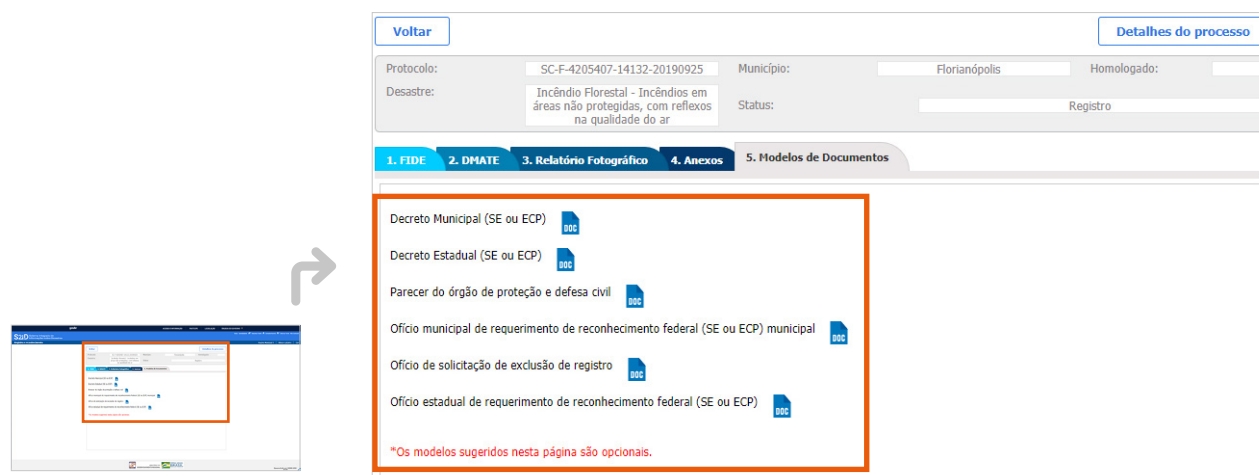 Voltar
Detalhes do processo
Protocolo:
SC-F-4205407-14132-20190925
Município:
Florianópolis
Homologado:
Desastre:
Incêndio Florestal - Incêndios em
áreas não protegidas, com reflexos
na qualidade do ar
Status:
Registro
1. FIDE
2. DMATE
3. Relatório Fotográfico
4. Anexos
5. Modelos de Documentos
Decreto Municipal (SE ou ECP)
DOC
Decreto Estadual (SE ou ECP)
DOC
Parecer do órgão de proteção e defesa civil
DOC
Ofício municipal de requerimento de reconhecimento federal (SE ou ECP) municipal
DOC
Ofício de solicitação de exclusão de registro
DOC
Ofício estadual de requerimento de reconhecimento federal (SE ou ECP)
DOC
*Os modelos sugeridos nesta página são opcionais.
S2iD